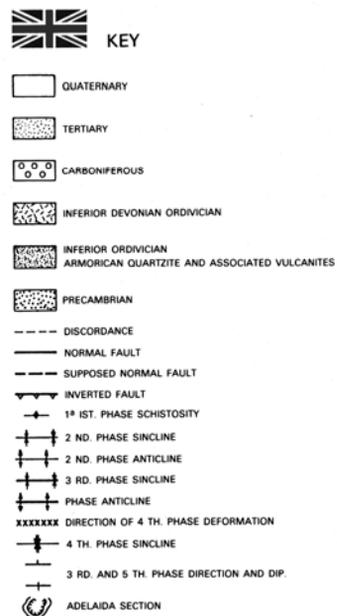 KEY
QUATERNARY
TERTIARY
CARBONIFEROUS
INFERIOR DEVONIAN ORDIVICIAN
INFERIOR ORDIVICIAN
ARMORICAN QUARTZITE AND ASSOCIATED VULCANITES
PRECAMBRIAN
DISCORDANCE
NORMAL FAULT
SUPPOSED NORMAL FAULT
INVERTED FAULT
1ª IST. PHASE SCHISTOSITY
2 ND. PHASE SINCLINE
2 ND. PHASE ANTICLINE
3 RD. PHASE SINCLINE
PHASE ANTICLINE
DIRECTION OF 4 TH. PHASE DEFORMATION
4 TH. PHASE SINCLINE
3 RD. AND 5 TH. PHASE DIRECTION AND DIP.
ADELAIDA SECTION